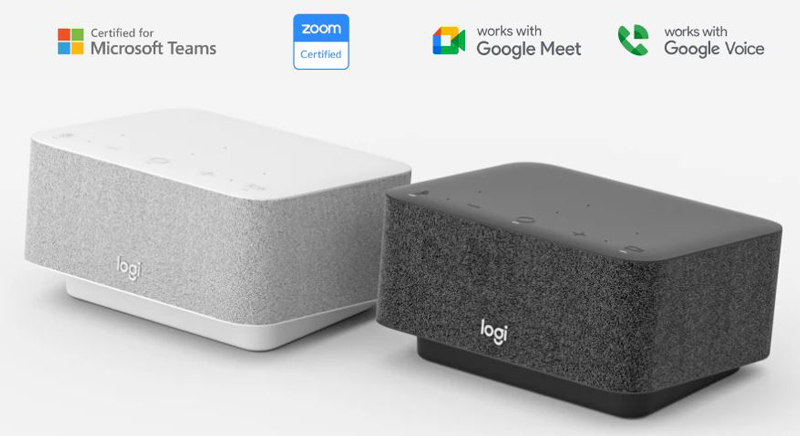 Certified for
Microsoft Teams
zoom
Certified
works with
Google Meet
works with
Google Voice
logi
logi